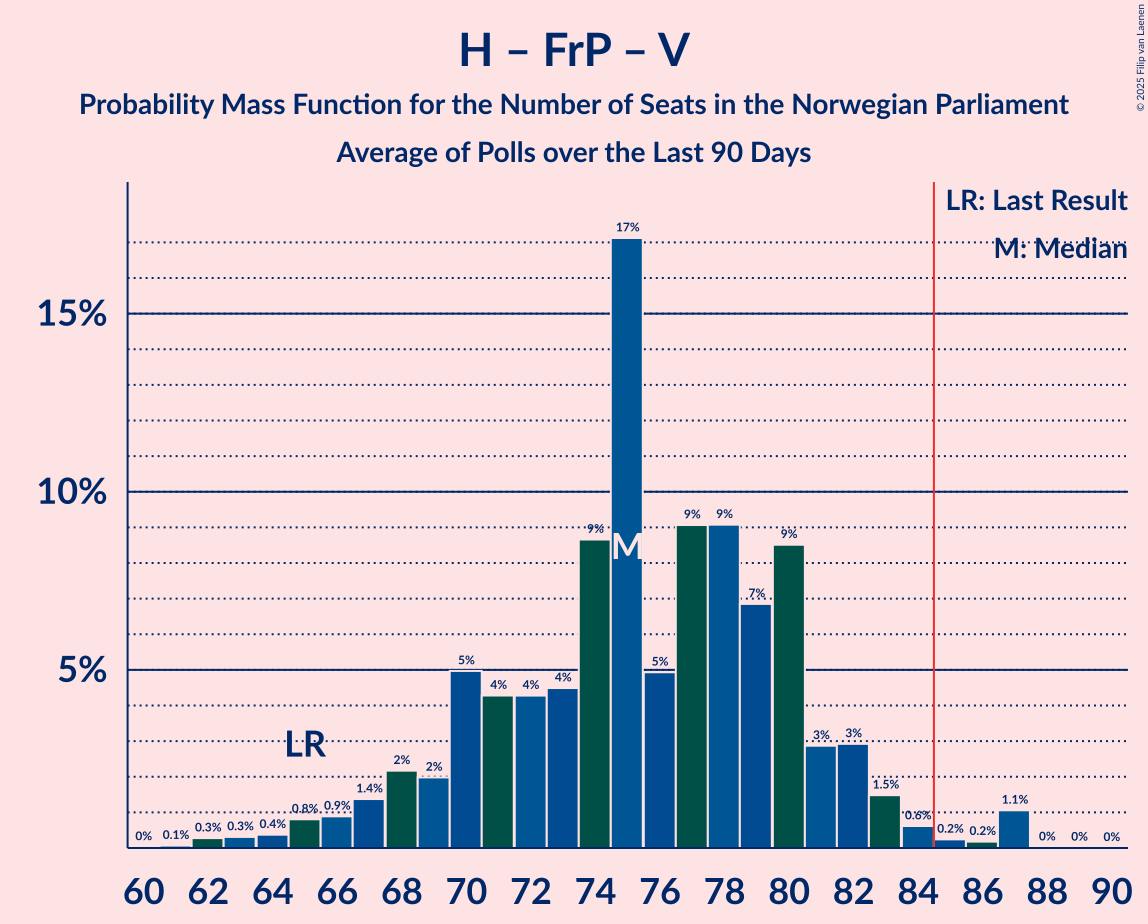 H – FrP – V
Probability Mass Function for the Number of Seats in the Norwegian Parliament
Average of Polls over the Last 90 Days
© 2025 Filip van Laenen
LR: Last Result
M: Median
15%
10%
5%
0% 0.1% 0.3% 0.3% 0.4% 0.8% 0.9% 1.4% 2% 2% 5% 4% 4% 4% 9% 17% 5% 9% 9% 7% 9% 3% 3% 1.5% 0.6% 0.2% 0.2% 1.1% 0% 0% 0%
LR
M
60 62 64 66 68 70 72 74 76 78 80 82 84 86 88 90